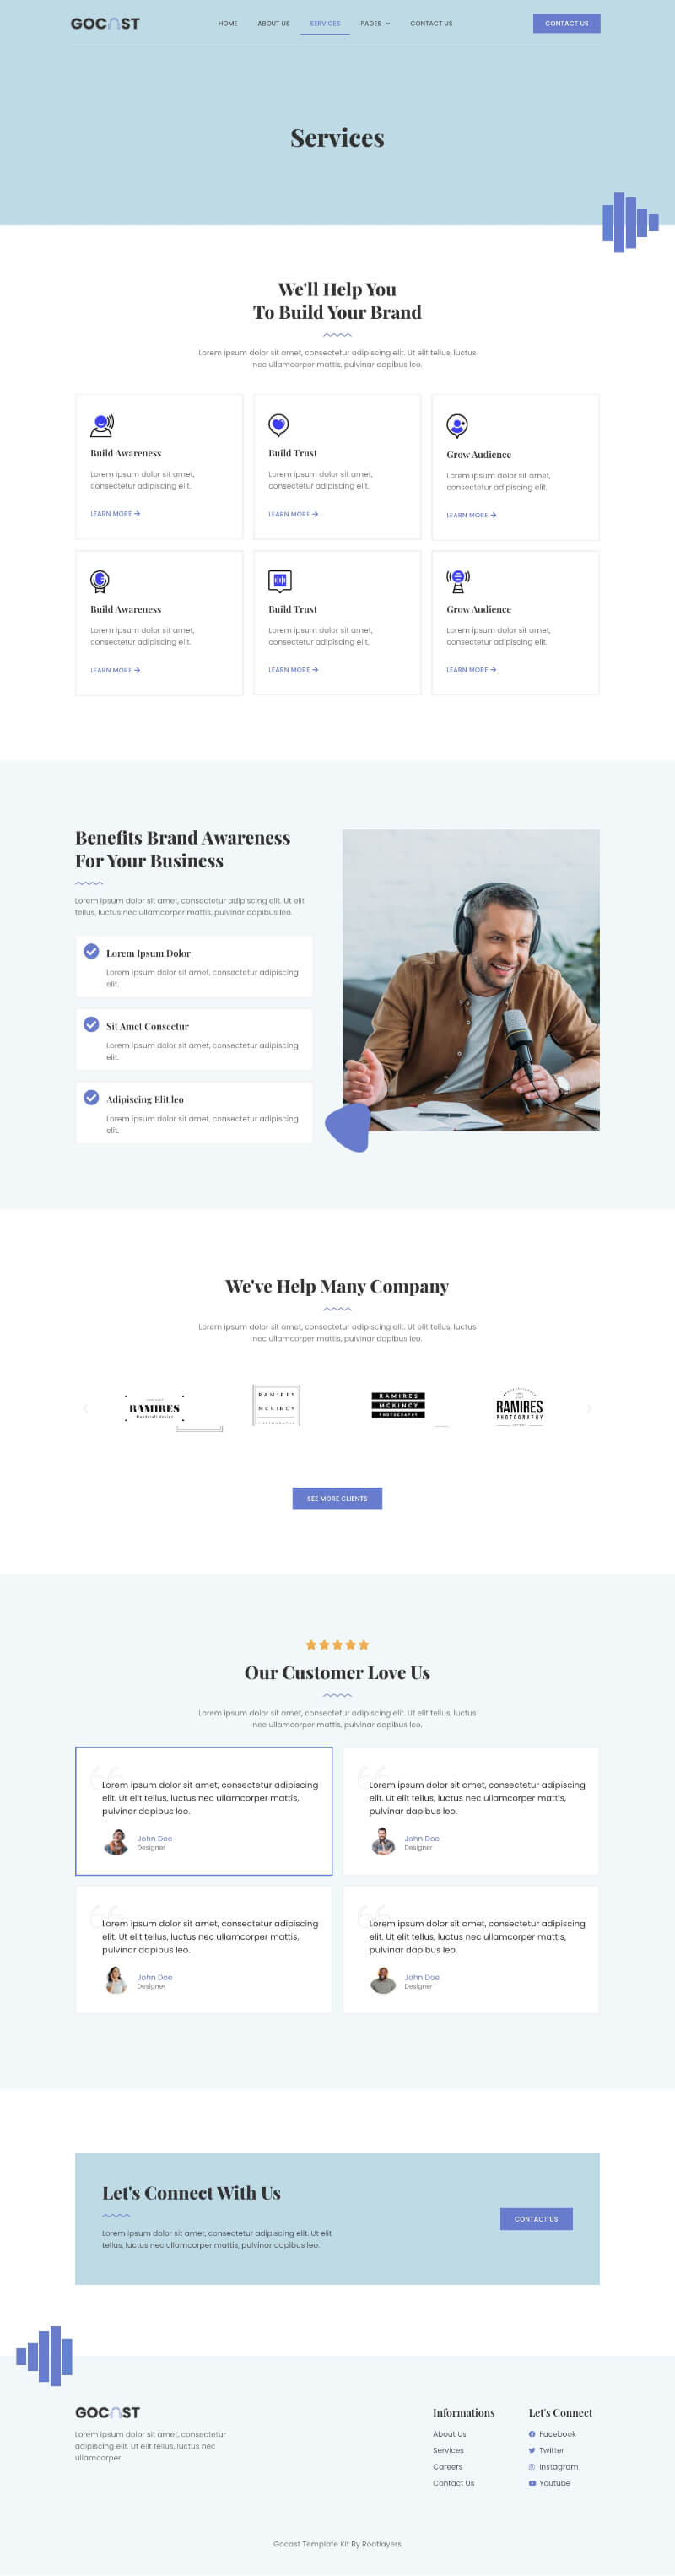 GOCAST
HOME ABOUT US SERVICES PAGES CONTACT US
CONTACT US
Services
We'll Help You
To Build Your Brand
Lorem ipsum dolor sit amet, consectetur adipiscing elit. Ut elit tellus, luctus
nec ullamcorper mattis, pulvinar dapibus leo.
Build Awareness
Lorem ipsum dolor sit amet,
consectetur adipiscing elit.
LEARN MORE
Build Trust
Lorem ipsum dolor sit amet,
consectetur adipiscing elit.
LEARN MORE
Grow Audience
Lorem ipsum dolor sit amet,
consectetur adipiscing elit.
LEARN MORE
Build Awareness
Lorem ipsum dolor sit amet,
consectetur adipiscing elit.
LEARN MORE
Build Trust
Lorem ipsum dolor sit amet,
consectetur adipiscing elit.
LEARN MORE
Grow Audience
Lorem ipsum dolor sit amet,
consectetur adipiscing elit.
LEARN MORE
Benefits Brand Awareness
For Your Business
Lorem ipsum dolor sit amet, consectetur adipiscing elit. Ut elit
tellus, luctus nec ullamcorper mattis, pulvinar dapibus leo.
Lorem Ipsum Dolor
Lorem ipsum dolor sit amet, consectetur adipiscing
elit.
Sit Amet Consectur
Lorem ipsum dolor sit amet, consectetur adipiscing
elit.
Adipiscing Elit leo
Lorem ipsum dolor sit amet, consectetur adipiscing
elit.
We've Help Many Company
Lorem ipsum dolor sit amet, consectetur adipiscing elit. Ut elit tellus, luctus
nec ullamcorper mattis, pulvinar dapibus leo.
RAMIRES
Handcraft design
RAMIRES
MCKINCY
RAMIRES
MCKINCY
PHOTOGRAPHY
RAMIRES
PHOTOGRAPHY
SEE MORE CLIENTS
Our Customer Love Us
Lorem ipsum dolor sit amet, consectetur adipiscing elit. Ut elit tellus, luctus
nec ullamcorper mattis, pulvinar dapibus leo.
Lorem ipsum dolor sit amet, consectetur adipiscing
elit. Ut elit tellus, luctus nec ullamcorper mattis,
pulvinar dapibus leo.
John Doe
Designer
Lorem ipsum dolor sit amet, consectetur adipiscing
elit. Ut elit tellus, luctus nec ullamcorper mattis,
pulvinar dapibus leo.
John Doe
Designer
Lorem ipsum dolor sit amet, consectetur adipiscing
elit. Ut elit tellus, luctus nec ullamcorper mattis,
pulvinar dapibus leo.
John Doe
Designer
Lorem ipsum dolor sit amet, consectetur adipiscing
elit. Ut elit tellus, luctus nec ullamcorper mattis,
pulvinar dapibus leo.
John Doe
Designer
Let's Connect With Us
Lorem ipsum dolor sit amet, consectetur adipiscing elit. Ut elit
tellus, luctus nec ullamcorper mattis, pulvinar dapibus leo.
CONTACT US
GOCAST
Lorem ipsum dolor sit amet, consectetur
adipiscing elit. Ut elit tellus, luctus nec
ullamcorper.
Informations
About Us
Services
Careers
Contact Us
Let's Connect
Facebook
Twitter
Instagram
Youtube
Gocast Template Kit By Rootlayers